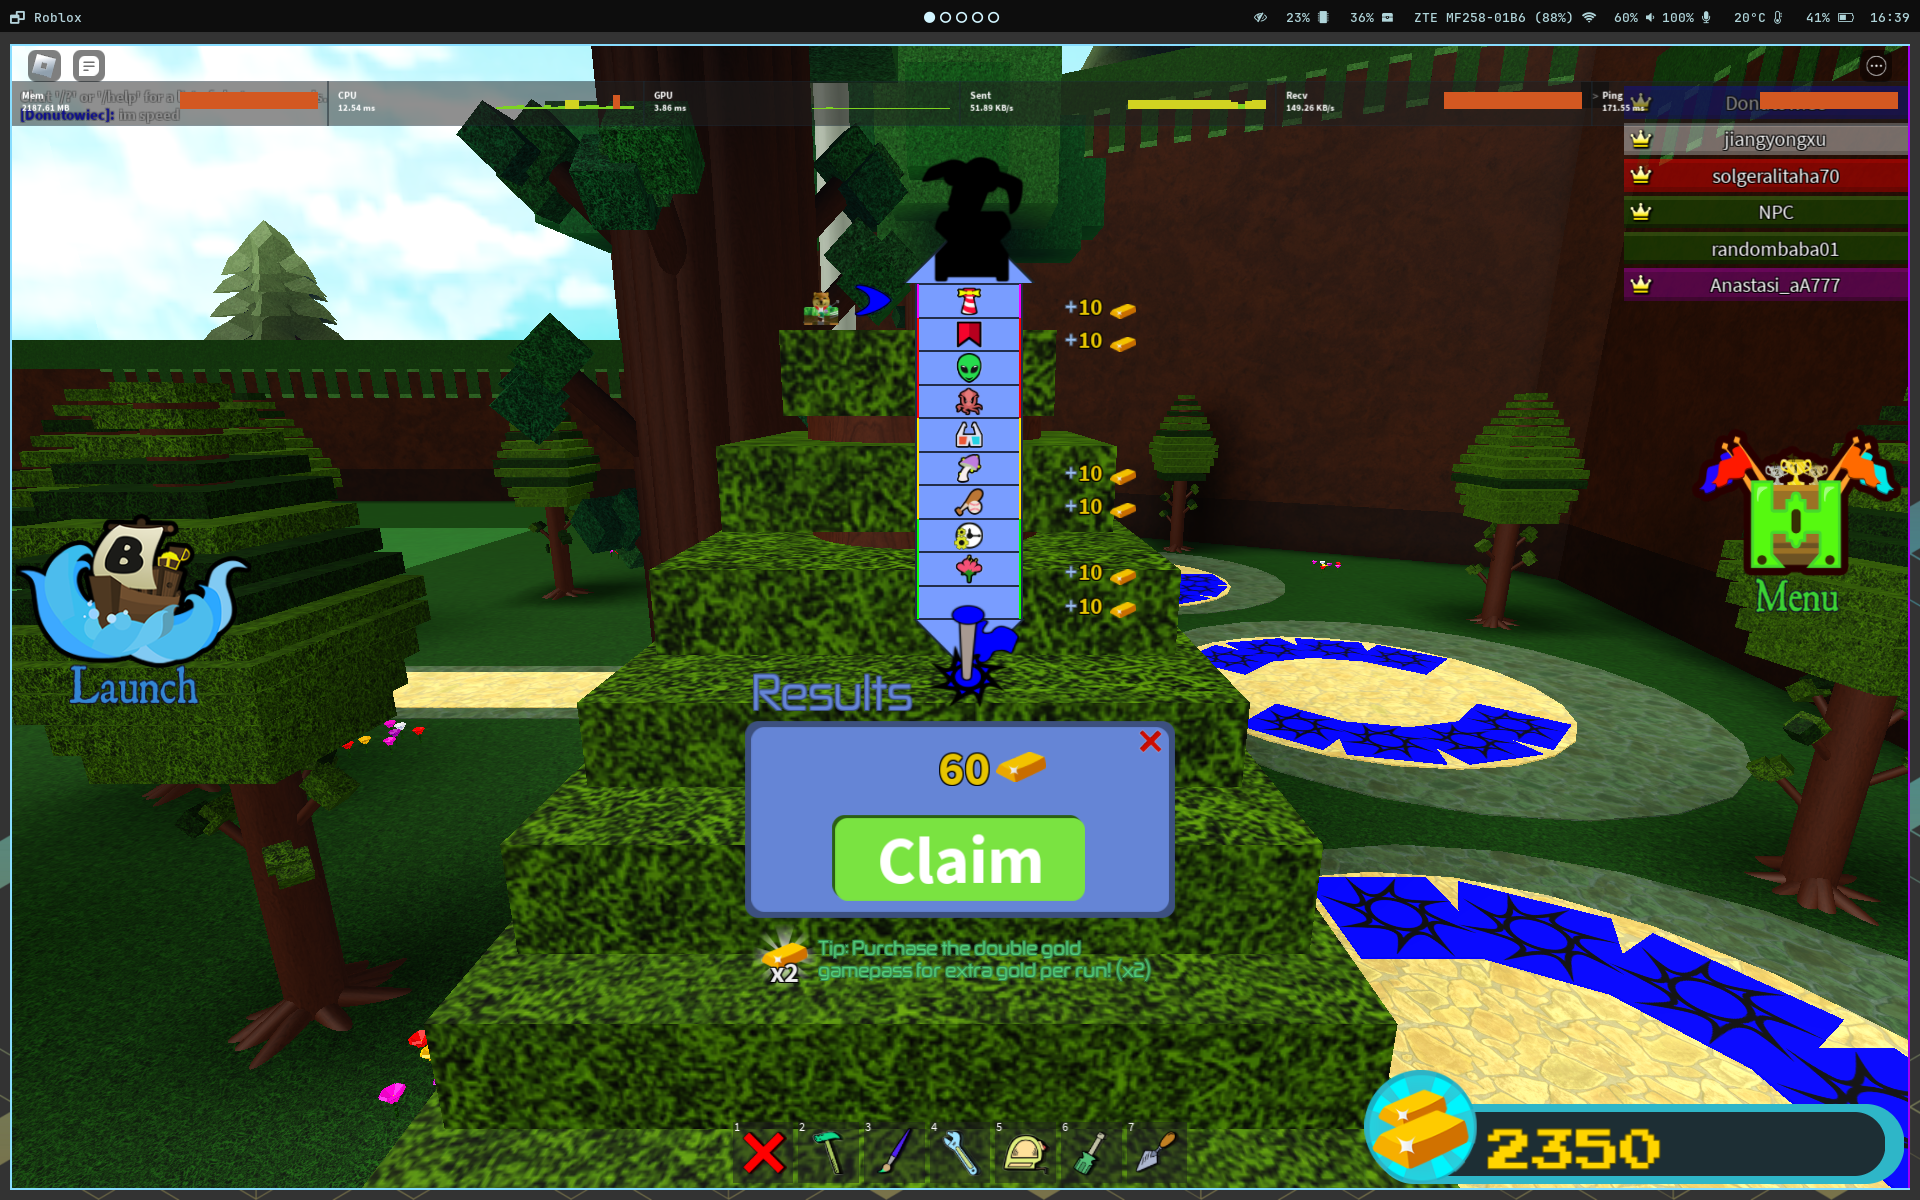 Roblox
23%
36%
ZTE MF258-01B6 (88%)
60%
100%
20°C
41%
16:39
Mem
2187.61 MB
CPU
12.54 ms
GPU
3.86 ms
Sent
51.89 KB/s
Recv
149.26 KB/s
> Ping
171.55 ms
'/?' or '/help' for a
[Donutowiec]: im speed
jiangyongxu
solgeralitaha70
NPC
randombaba01
Anastasi_aA777
+10
+10
+10
+10
+10
+10
B
Launch
Menu
Results
60
Claim
x2
Tip: Purchase the double gold
gamepass for extra gold per run! (x2)
1
2
3
4
5
6
7
2350